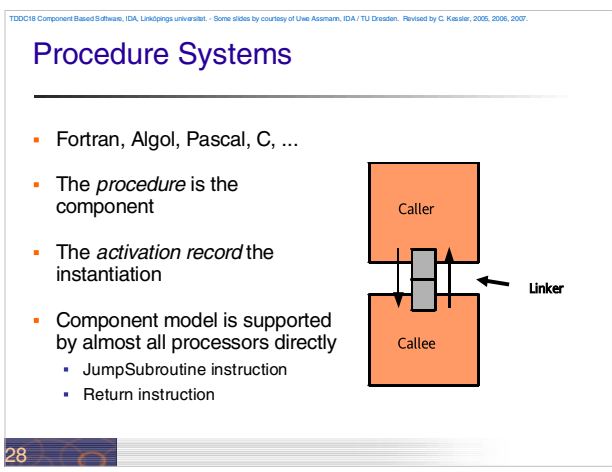 TDDC18 Component Based Software, IDA, Linköpings universitet. - Some slides by courtesy of Uwe Assmann, IDA / TU Dresden. Revised by C. Kessler, 2005, 2006, 2007.
Procedure Systems
Fortran, Algol, Pascal, C, ...
The procedure is the
component
The activation record the
instantiation
Component model is supported
by almost all processors directly
JumpSubroutine instruction
Return instruction
Caller
Linker
Callee
28